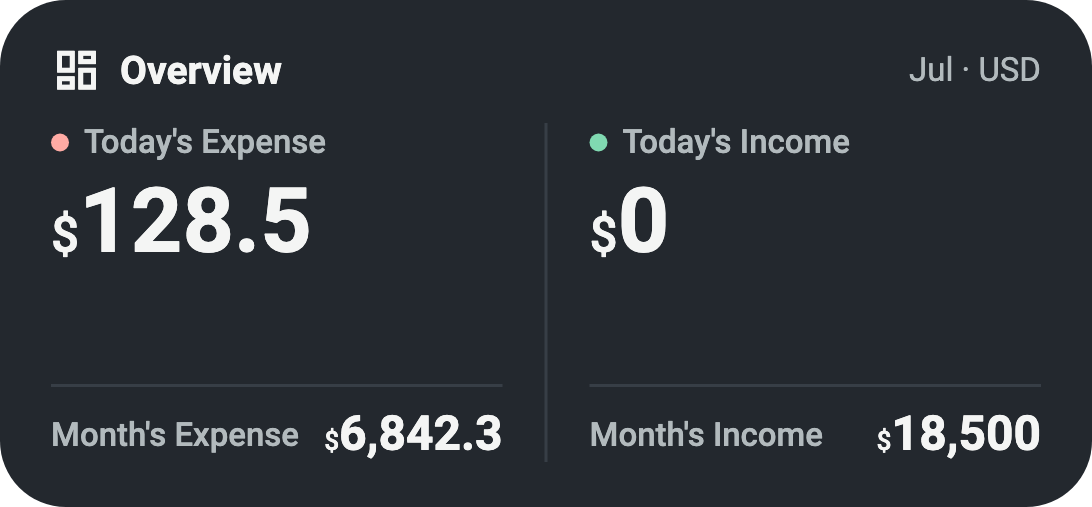 Overview
Jul · USD
Today's Expense
$128.5
Month's Expense $6,842.3
Today's Income
$0
Month's Income $18,500